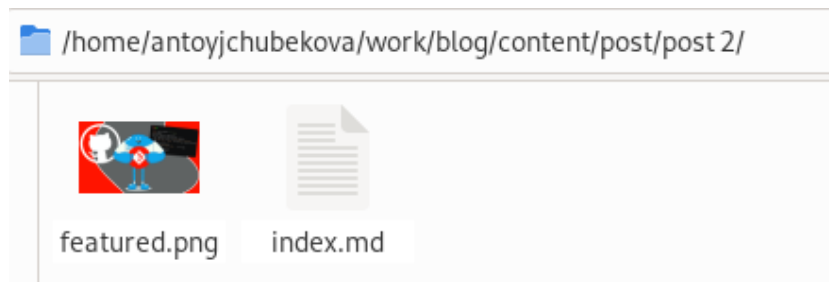 /home/antoyjchubekova/work/blog/content/post/post 2/
featured.png
index.md